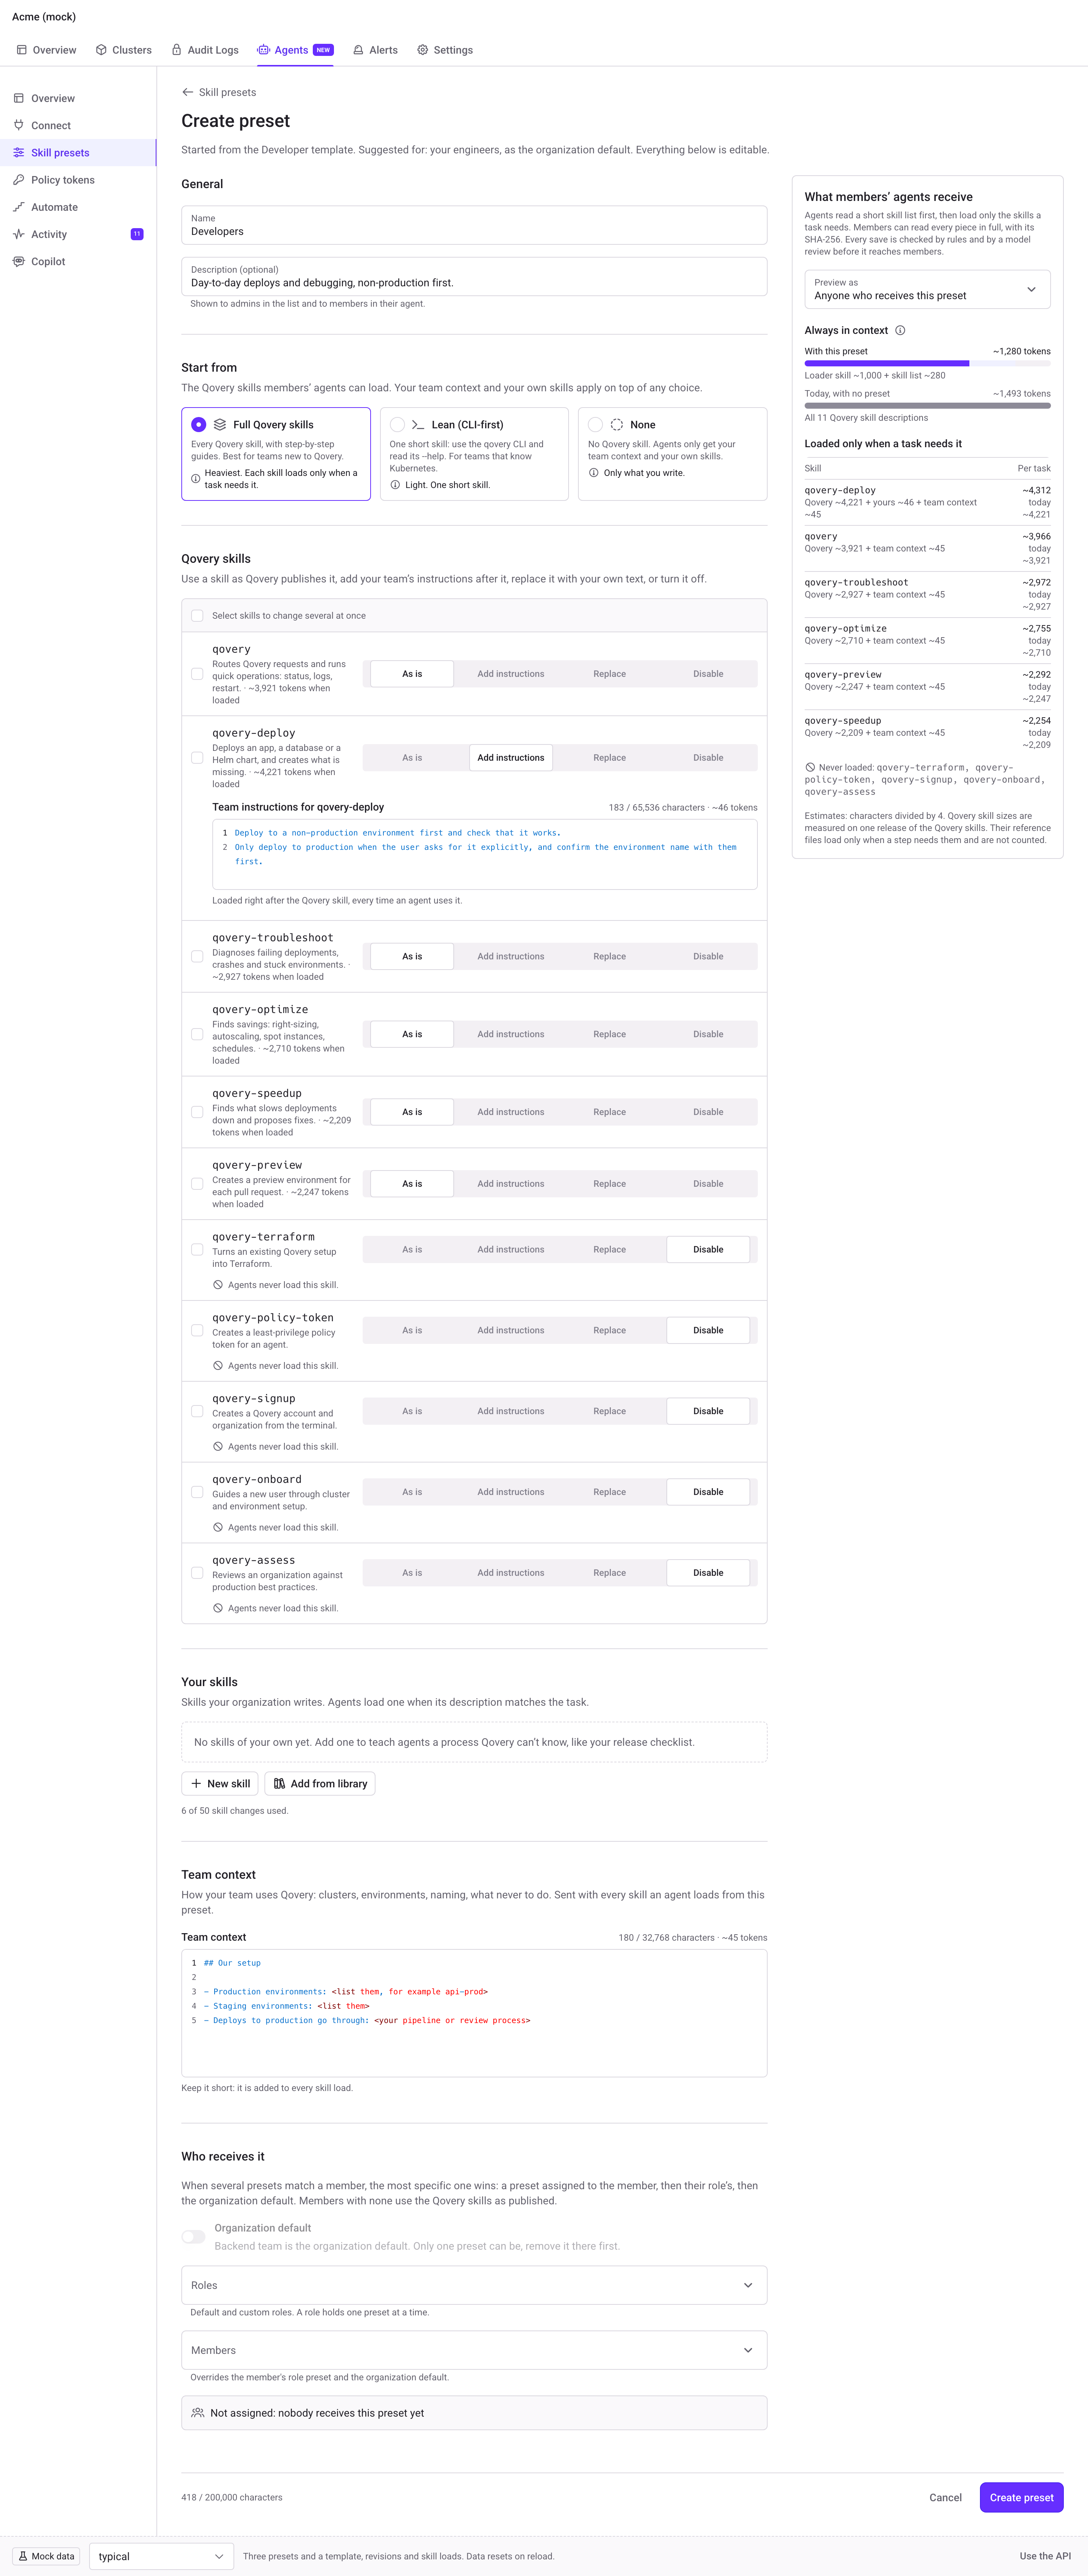 Acme (mock)
Overview
Clusters
Audit Logs
Agents NEW
Alerts
Settings
Overview
Connect
Skill presets
Policy tokens
Automate
Activity 11
Copilot
Skill presets
Create preset
Started from the Developer template. Suggested for: your engineers, as the organization default. Everything below is editable.
General
Name
Developers
Description (optional)
Day-to-day deploys and debugging, non-production first.
Shown to admins in the list and to members in their agent.
Start from
The Qovery skills members’ agents can load. Your team context and your own skills apply on top of any choice.
Full Qovery skills
Every Qovery skill, with step-by-step
guides. Best for teams new to Qovery.
Heaviest. Each skill loads only when a
task needs it.
Lean (CLI-first)
One short skill: use the qovery CLI and
read its --help. For teams that know
Kubernetes.
Light. One short skill.
None
No Qovery skill. Agents only get your
team context and your own skills.
Only what you write.
Qovery skills
Use a skill as Qovery publishes it, add your team’s instructions after it, replace it with your own text, or turn it off.
Select skills to change several at once
qovery
Routes Qovery requests and runs
quick operations: status, logs,
restart. · ~3,921 tokens when
loaded
As is Add instructions Replace Disable
qovery-deploy
Deploys an app, a database or a
Helm chart, and creates what is
missing. · ~4,221 tokens when
loaded
As is Add instructions Replace Disable
Team instructions for qovery-deploy
183 / 65,536 characters · ~46 tokens
1 Deploy to a non-production environment first and check that it works.
2 Only deploy to production when the user asks for it explicitly, and confirm the environment name with them
first.
Loaded right after the Qovery skill, every time an agent uses it.
qovery-troubleshoot
Diagnoses failing deployments,
crashes and stuck environments. ·
~2,927 tokens when loaded
As is Add instructions Replace Disable
qovery-optimize
Finds savings: right-sizing,
autoscaling, spot instances,
schedules. · ~2,710 tokens when
loaded
As is Add instructions Replace Disable
qovery-speedup
Finds what slows deployments
down and proposes fixes. · ~2,209
tokens when loaded
As is Add instructions Replace Disable
qovery-preview
Creates a preview environment for
each pull request. · ~2,247 tokens
when loaded
As is Add instructions Replace Disable
qovery-terraform
Turns an existing Qovery setup
into Terraform.
As is Add instructions Replace Disable
Agents never load this skill.
qovery-policy-token
Creates a least-privilege policy
token for an agent.
As is Add instructions Replace Disable
Agents never load this skill.
qovery-signup
Creates a Qovery account and
organization from the terminal.
As is Add instructions Replace Disable
Agents never load this skill.
qovery-onboard
Guides a new user through cluster
and environment setup.
As is Add instructions Replace Disable
Agents never load this skill.
qovery-assess
Reviews an organization against
production best practices.
As is Add instructions Replace Disable
Agents never load this skill.
Your skills
Skills your organization writes. Agents load one when its description matches the task.
No skills of your own yet. Add one to teach agents a process Qovery can’t know, like your release checklist.
New skill
Add from library
6 of 50 skill changes used.
Team context
How your team uses Qovery: clusters, environments, naming, what never to do. Sent with every skill an agent loads from this
preset.
Team context
180 / 32,768 characters · ~45 tokens
1 ## Our setup
2
3 - Production environments: <list them, for example api-prod>
4 - Staging environments: <list them>
5 - Deploys to production go through: <your pipeline or review process>
Keep it short: it is added to every skill load.
Who receives it
When several presets match a member, the most specific one wins: a preset assigned to the member, then their role’s, then
the organization default. Members with none use the Qovery skills as published.
Organization default
Backend team is the organization default. Only one preset can be, remove it there first.
Roles
Default and custom roles. A role holds one preset at a time.
Members
Overrides the member's role preset and the organization default.
Not assigned: nobody receives this preset yet
418 / 200,000 characters
Cancel
Create preset
What members’ agents receive
Agents read a short skill list first, then load only the skills a
task needs. Members can read every piece in full, with its
SHA-256. Every save is checked by rules and by a model
review before it reaches members.
Preview as
Anyone who receives this preset
Always in context
With this preset ~1,280 tokens
Loader skill ~1,000 + skill list ~280
Today, with no preset ~1,493 tokens
All 11 Qovery skill descriptions
Loaded only when a task needs it
Skill Per task
qovery-deploy ~4,312
Qovery ~4,221 + yours ~46 + team context today
~45 ~4,221
qovery ~3,966
Qovery ~3,921 + team context ~45 today
~3,921
qovery-troubleshoot ~2,972
Qovery ~2,927 + team context ~45 today
~2,927
qovery-optimize ~2,755
Qovery ~2,710 + team context ~45 today
~2,710
qovery-preview ~2,292
Qovery ~2,247 + team context ~45 today
~2,247
qovery-speedup ~2,254
Qovery ~2,209 + team context ~45 today
~2,209
Never loaded: qovery-terraform, qovery-
policy-token, qovery-signup, qovery-onboard,
qovery-assess
Estimates: characters divided by 4. Qovery skill sizes are
measured on one release of the Qovery skills. Their reference
files load only when a step needs them and are not counted.
Mock data
typical
Three presets and a template, revisions and skill loads. Data resets on reload.
Use the API